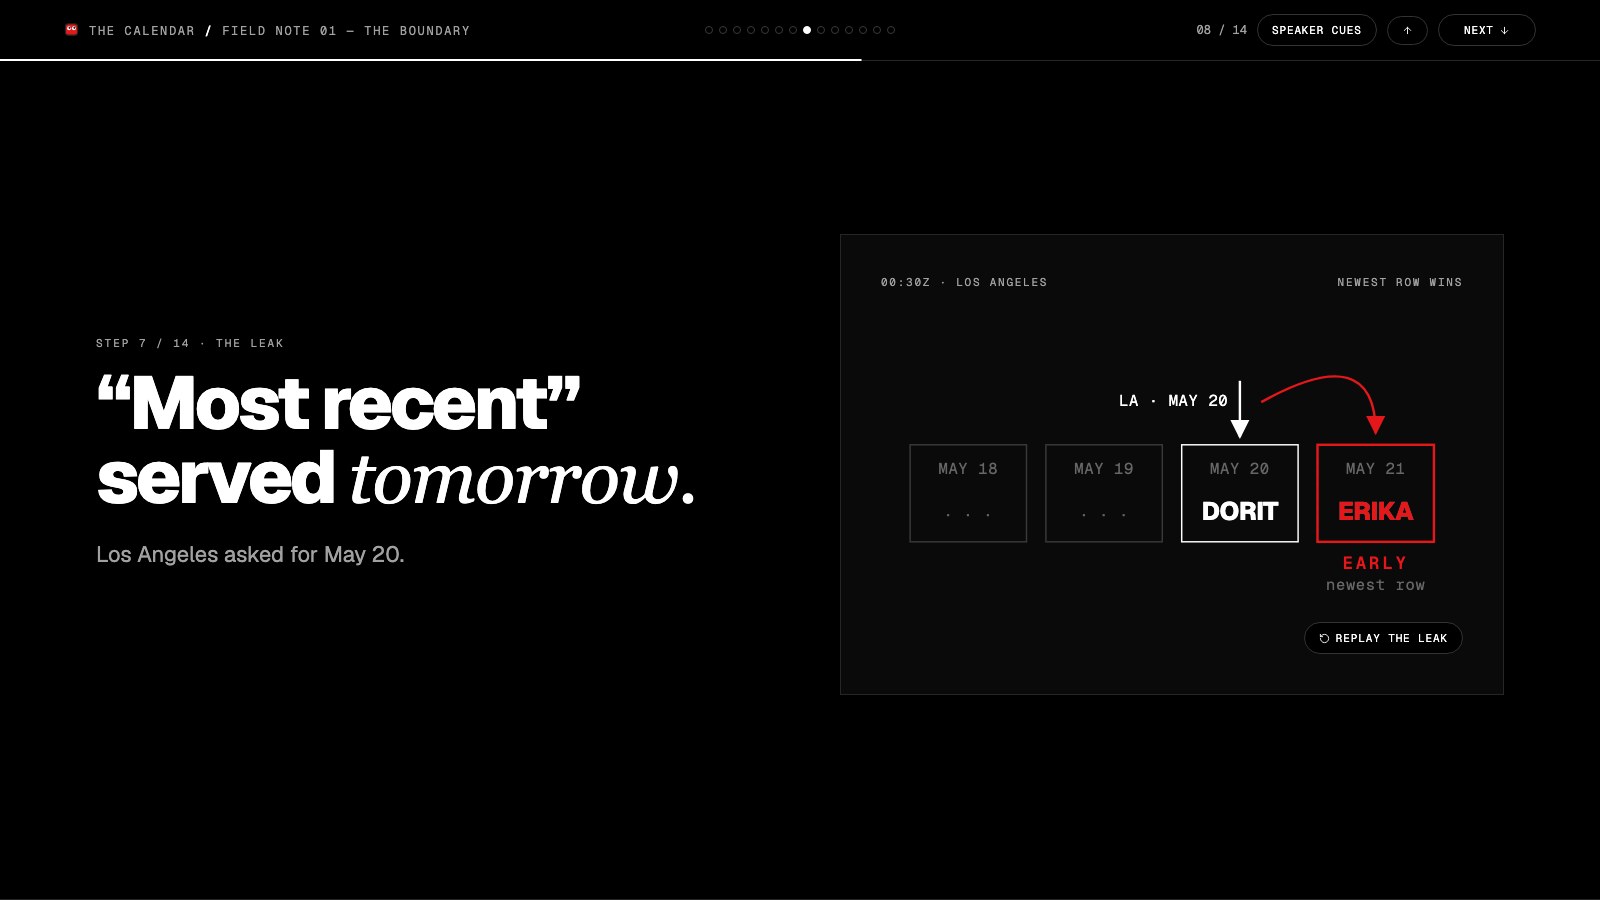 THE CALENDAR / FIELD NOTE 01 — THE BOUNDARY
08 / 14
SPEAKER CUES
↑
NEXT ↓
STEP 7 / 14 · THE LEAK
“Most recent”
served tomorrow.
Los Angeles asked for May 20.
00:30Z · LOS ANGELES
NEWEST ROW WINS
LA · MAY 20
MAY 18
. . .
MAY 19
. . .
MAY 20
DORIT
MAY 21
ERIKA
EARLY
newest row
REPLAY THE LEAK